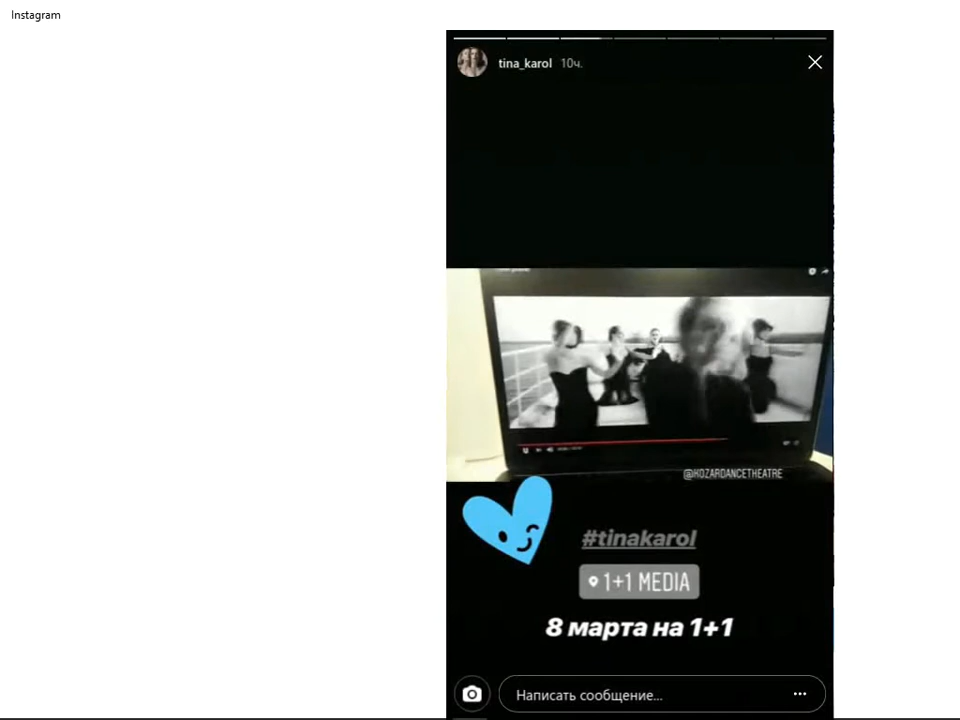 Instagram
tina_karol 10ч.
@KOZARDANCETHEATRE
#tinakarol
1+1 MEDIA
8 марта на 1+1
Написать сообщение...